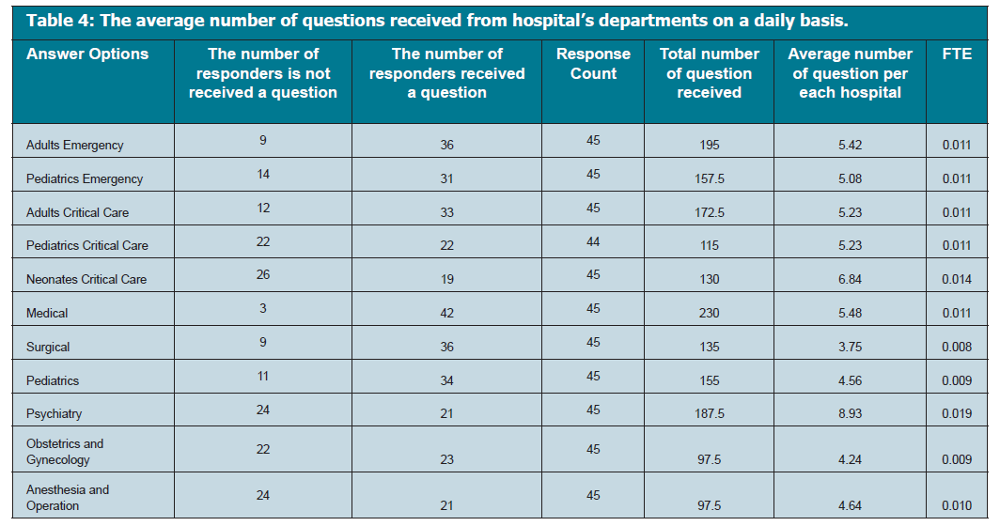 Table 4: The average number of questions received from hospital's departments on a daily basis.
Answer Options The number of responders is not received a question The number of responders received a question Response Count Total number of question received Average number of question per each hospital FTE
Adults Emergency 9 36 45 195 5.42 0.011
Pediatrics Emergency 14 31 45 157.5 5.08 0.011
Adults Critical Care 12 33 45 172.5 5.23 0.011
Pediatrics Critical Care 22 22 44 115 5.23 0.011
Neonates Critical Care 26 19 45 130 6.84 0.014
Medical 3 42 45 230 5.48 0.011
Surgical 9 36 45 135 3.75 0.008
Pediatrics 11 34 45 155 4.56 0.009
Psychiatry 24 21 45 187.5 8.93 0.019
Obstetrics and Gynecology 22 23 45 97.5 4.24 0.009
Anesthesia and Operation 24 21 45 97.5 4.64 0.010